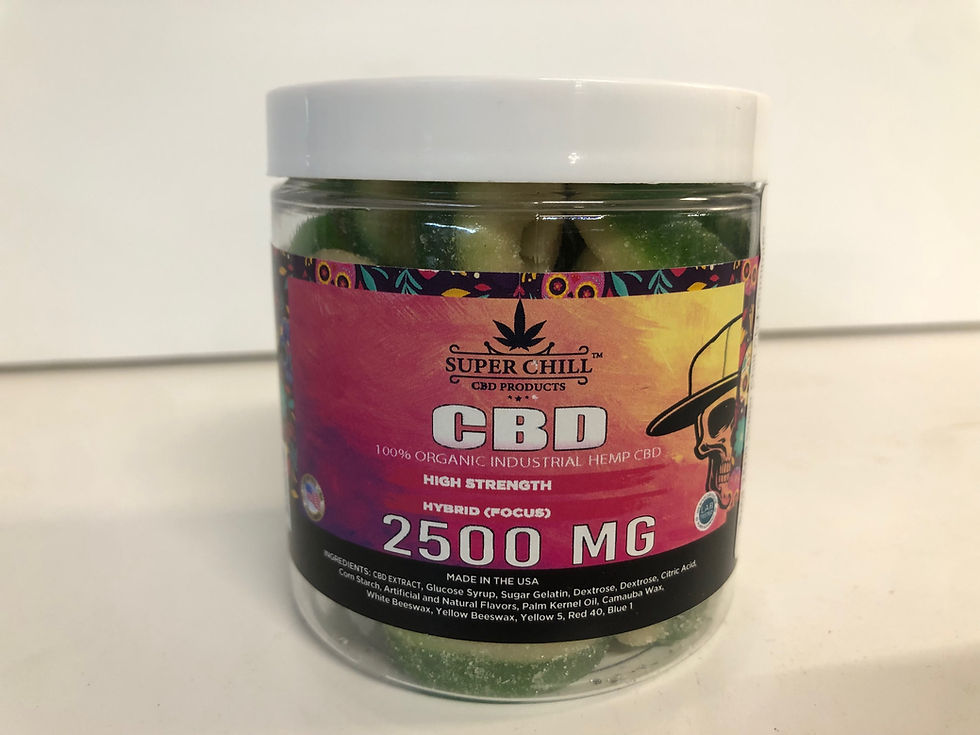 SUPER CHILL™
CBD PRODUCTS
CBD
100% ORGANIC INDUSTRIAL HEMP CBD
HIGH STRENGTH
HYBRID (FOCUS)
2500 MG
LAB
MADE IN THE USA
INGREDIENTS: CBD EXTRACT, Glucose Syrup, Sugar Gelatin, Dextrose, Dextrose, Citric Acid,
Corn Starch, Artificial and Natural Flavors, Palm Kernel Oil, Carnauba Wax,
White Beeswax, Yellow Beeswax, Yellow 5, Red 40, Blue 1